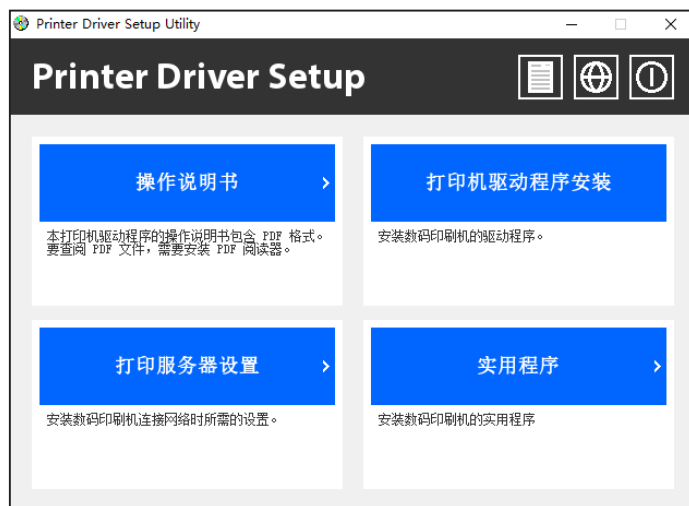 Printer Driver Setup Utility
Printer Driver Setup
操作说明书
本打印机驱动程序的操作说明书包含 PDF 格式。
要查阅 PDF 文件，需要安装 PDF 阅读器。
打印机驱动程序安装
安装数码印刷机的驱动程序。
打印服务器设置
安装数码印刷机连接网络时所需的设置。
实用程序
安装数码印刷机的实用程序